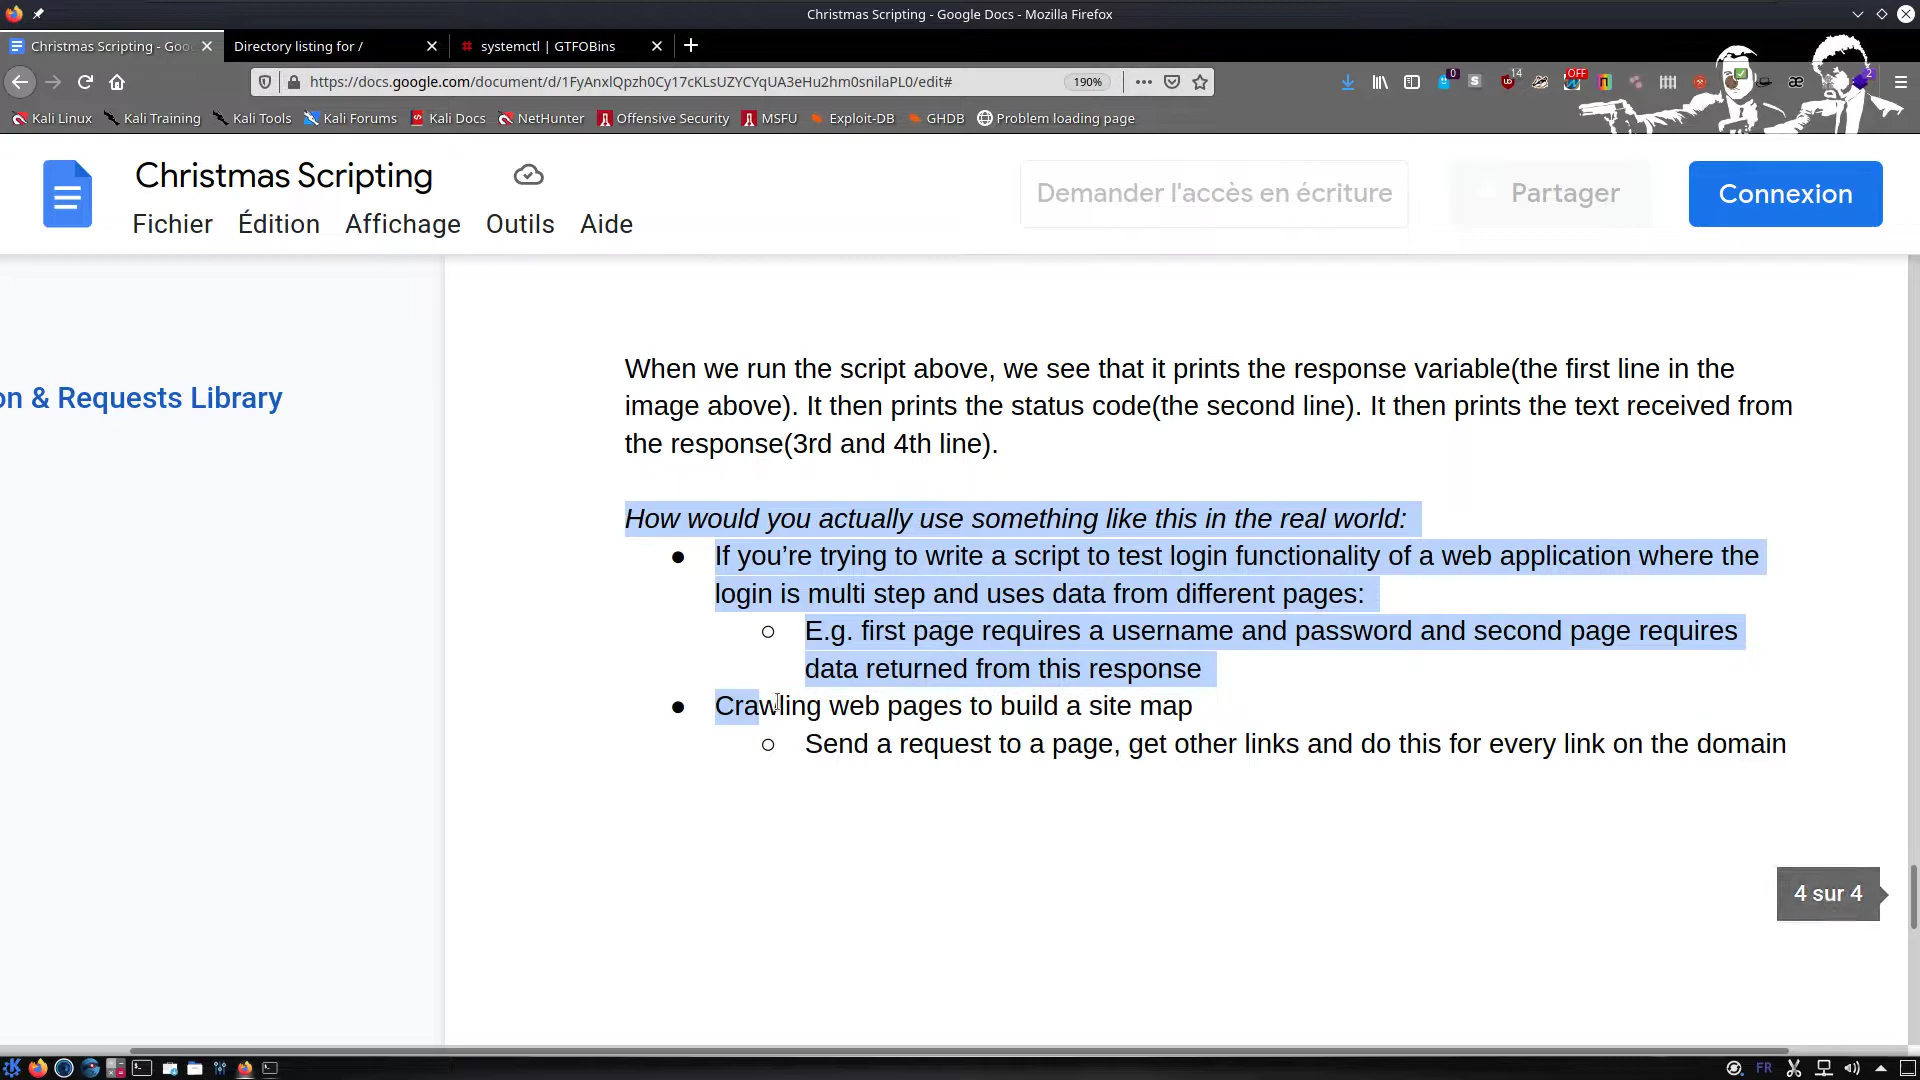 Christmas Scripting - Google Docs - Mozilla Firefox
Christmas Scripting - Goo
Directory listing for /
systemctl | GTFOBins
https://docs.google.com/document/d/1FyAnxlQpzh0Cy17cKLsUZYCYqUA3eHu2hm0snilaPL0/edit#
190%
0
14
OFF
2
Kali Linux
Kali Training
Kali Tools
Kali Forums
Kali Docs
NetHunter
Offensive Security
MSFU
Exploit-DB
GHDB
Problem loading page
Christmas Scripting
Demander l'accès en écriture
Partager
Connexion
Fichier
Édition
Affichage
Outils
Aide
on & Requests Library
When we run the script above, we see that it prints the response variable(the first line in the
image above). It then prints the status code(the second line). It then prints the text received from
the response(3rd and 4th line).
How would you actually use something like this in the real world:
● If you’re trying to write a script to test login functionality of a web application where the
login is multi step and uses data from different pages:
○ E.g. first page requires a username and password and second page requires
data returned from this response
● Crawling web pages to build a site map
○ Send a request to a page, get other links and do this for every link on the domain
4 sur 4
FR